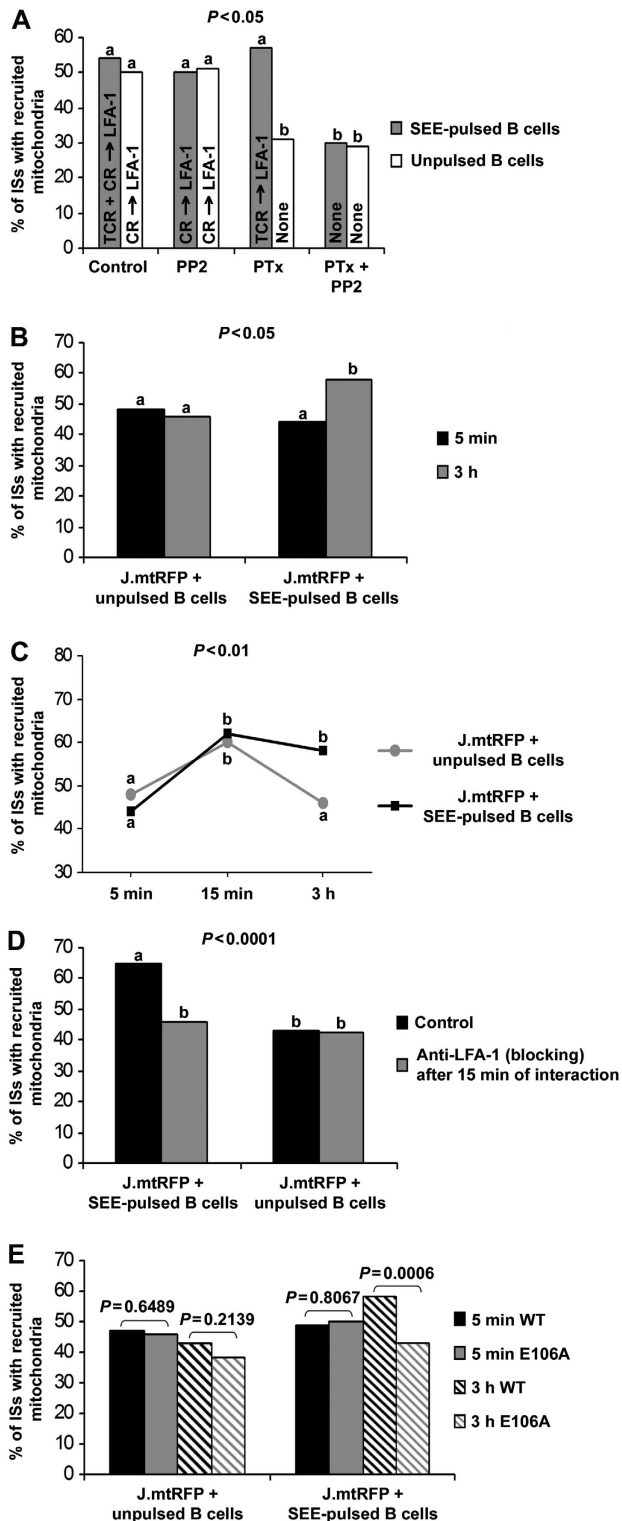 A
P<0.05
% of ISs with recruited
mitochondria
60
50
40
30
20
10
0
a
a
a
a
a
b
b
b
TCR + CR → LFA-1
CR → LFA-1
CR → LFA-1
CR → LFA-1
TCR → LFA-1
None
None
None
Control
PP2
PTx
PTx +
PP2
SEE-pulsed B cells
Unpulsed B cells
B
P<0.05
% of ISs with recruited
mitochondria
70
60
50
40
30
20
10
0
a
a
a
b
J.mtRFP +
unpulsed B cells
J.mtRFP +
SEE-pulsed B cells
5 min
3 h
C
P<0.01
% of ISs with recruited
mitochondria
80
70
60
50
40
30
a
a
b
b
b
a
5 min
15 min
3 h
J.mtRFP +
unpulsed B cells
J.mtRFP +
SEE-pulsed B cells
D
P<0.0001
% of ISs with recruited
mitochondria
70
60
50
40
30
20
10
0
a
b
b
b
J.mtRFP +
SEE-pulsed B cells
J.mtRFP +
unpulsed B cells
Control
Anti-LFA-1 (blocking)
after 15 min of interaction
E
% of ISs with recruited
mitochondria
70
60
50
40
30
20
10
0
P=0.6489
P=0.2139
P=0.8067
P=0.0006
J.mtRFP +
unpulsed B cells
J.mtRFP +
SEE-pulsed B cells
5 min WT
5 min E106A
3 h WT
3 h E106A